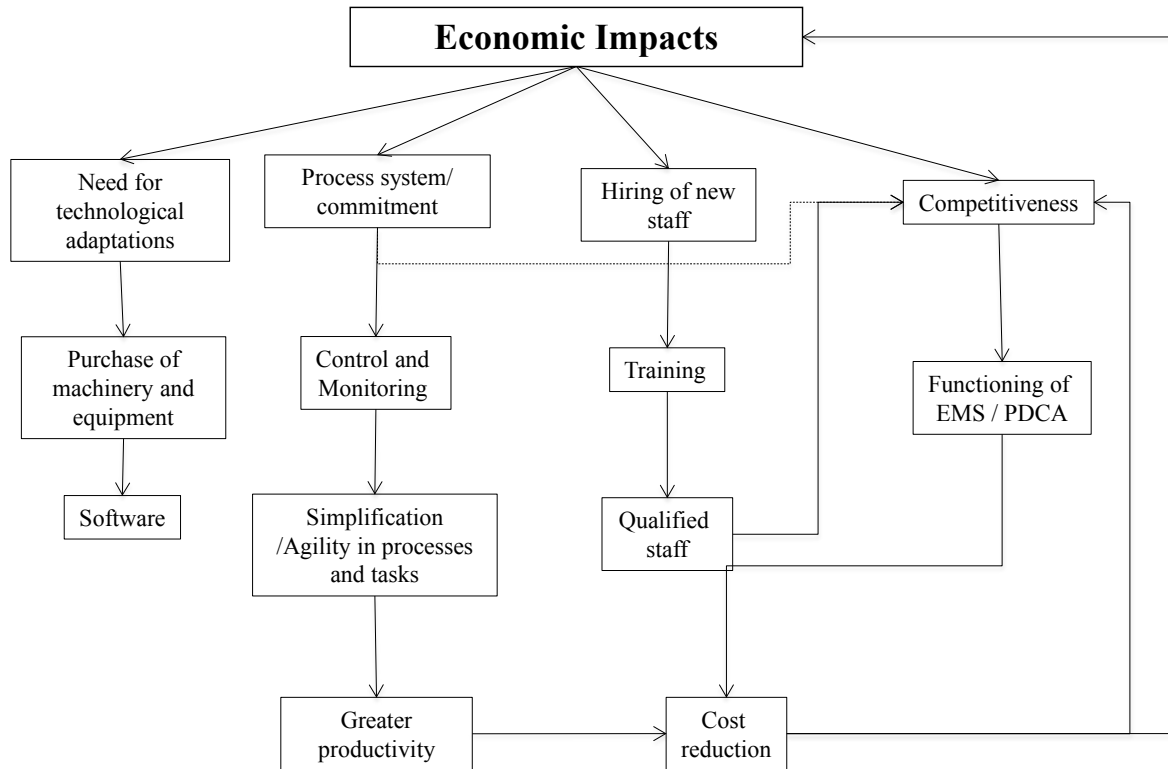 Economic Impacts
Need for
technological
adaptations
Process system/
commitment
Hiring of new
staff
Competitiveness
Purchase of
machinery and
equipment
Control and
Monitoring
Training
Functioning of
EMS / PDCA
Software
Simplification
/Agility in processes
and tasks
Qualified
staff
Greater
productivity
Cost
reduction